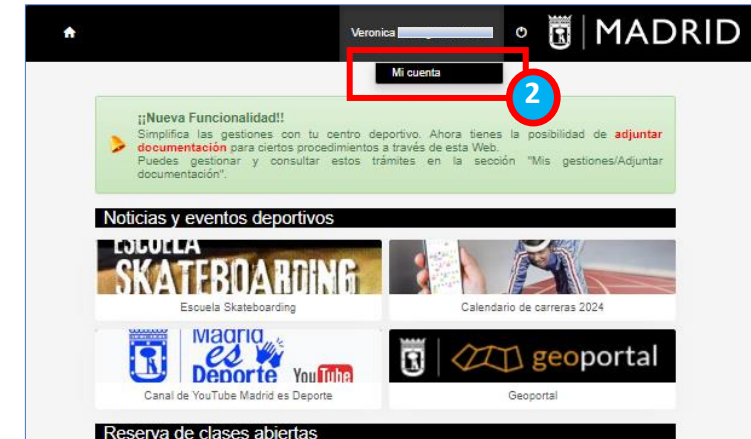 Veronica
MADRID
Mi cuenta
2
¡¡Nueva Funcionalidad!!
Simplifica las gestiones con tu centro deportivo. Ahora tienes la posibilidad de adjuntar
documentación para ciertos procedimientos a través de esta Web.
Puedes gestionar y consultar estos trámites en la sección "Mis gestiones/Adjuntar
documentación".
Noticias y eventos deportivos
ESCUELA
SKATEBOARDING
Escuela Skateboarding
Calendario de carreras 2024
Madrid
es
Deporte
YouTube
geoportal
Canal de YouTube Madrid es Deporte
Geoportal
Reserva de clases abiertas